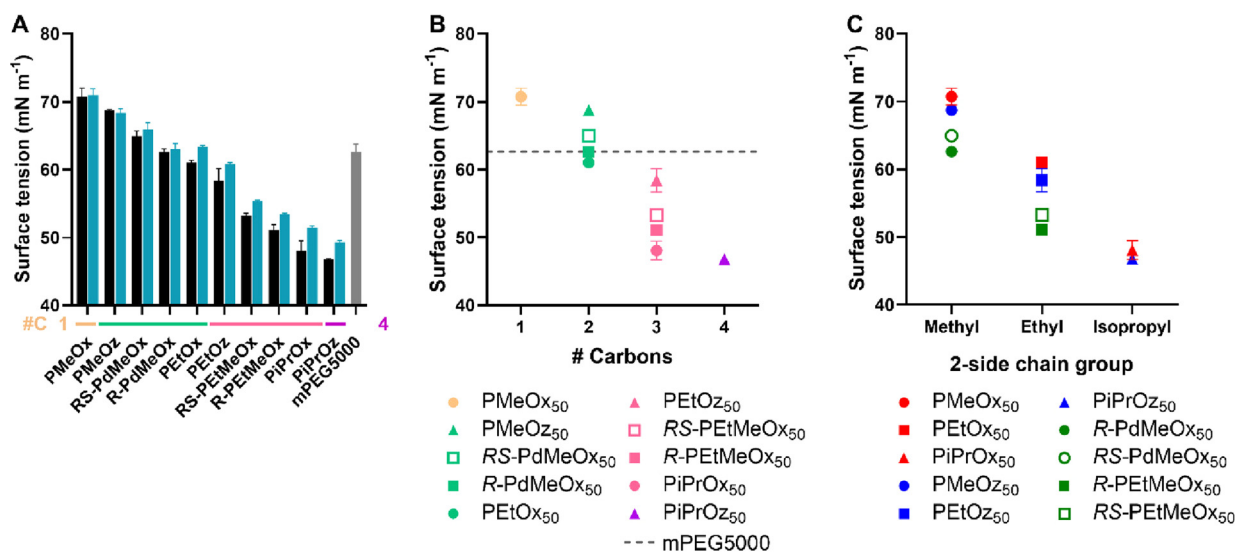 A
Surface tension (mN m⁻¹)
80
70
60
50
40
#C 1 4
PMeOx
PMeOz
RS-PdMeOx
R-PdMeOx
PEtOx
PEtOz
RS-PEtMeOx
R-PEtMeOx
PiPrOx
PiPrOz
mPEG5000
B
Surface tension (mN m⁻¹)
80
70
60
50
40
1 2 3 4
# Carbons
PMeOx₅₀
PMeOz₅₀
RS-PdMeOx₅₀
R-PdMeOx₅₀
PEtOx₅₀
PEtOz₅₀
RS-PEtMeOx₅₀
R-PEtMeOx₅₀
PiPrOx₅₀
PiPrOz₅₀
mPEG5000
C
Surface tension (mN m⁻¹)
80
70
60
50
40
Methyl Ethyl Isopropyl
2-side chain group
PMeOx₅₀
PEtOx₅₀
PiPrOx₅₀
PMeOz₅₀
PEtOz₅₀
PiPrOz₅₀
R-PdMeOx₅₀
RS-PdMeOx₅₀
R-PEtMeOx₅₀
RS-PEtMeOx₅₀